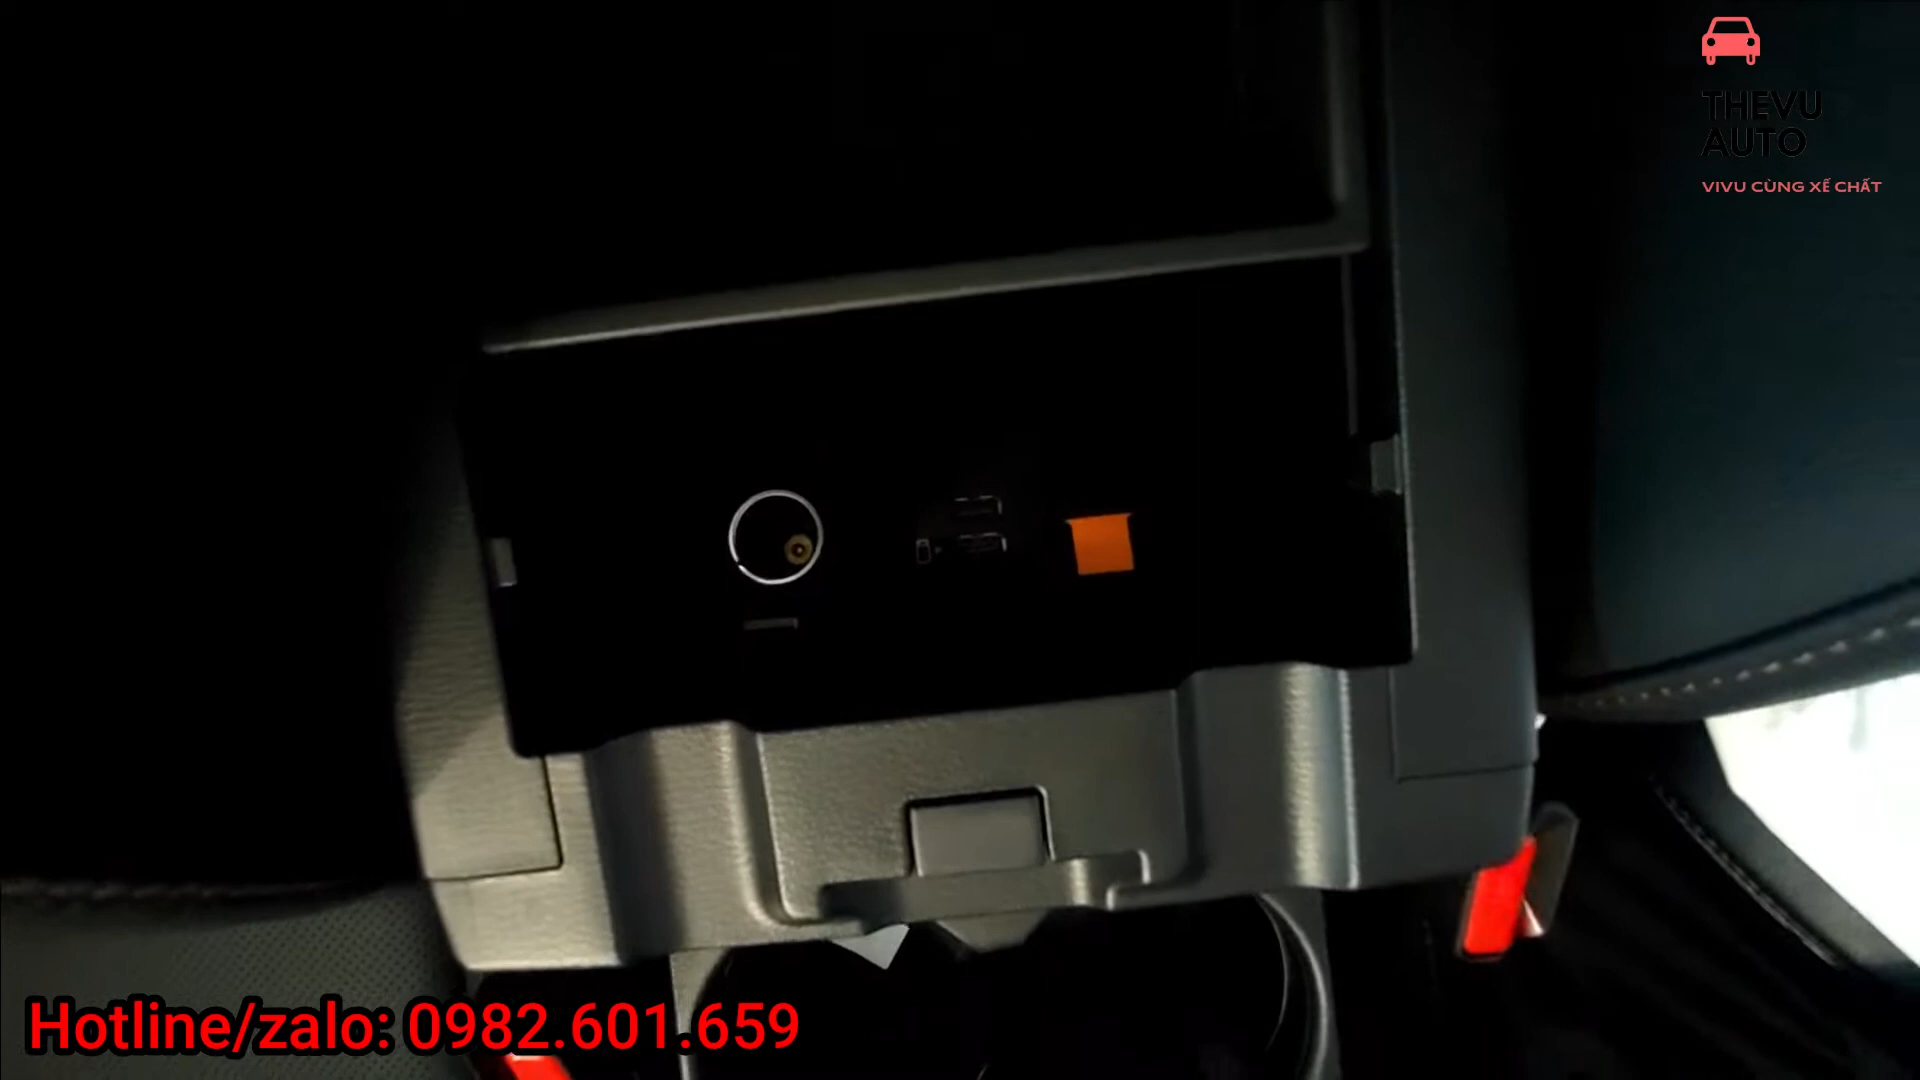 THEVU
AUTO
VIVU CÙNG XẾ CHẤT
Hotline/zalo: 0982.601.659